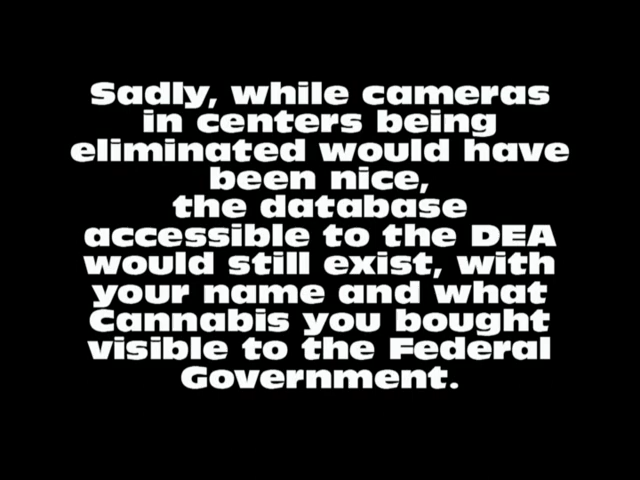 Sadly, while cameras
in centers being
eliminated would have
been nice,
the database
accessible to the DEA
would still exist, with
your name and what
Cannabis you bought
visible to the Federal
Government.